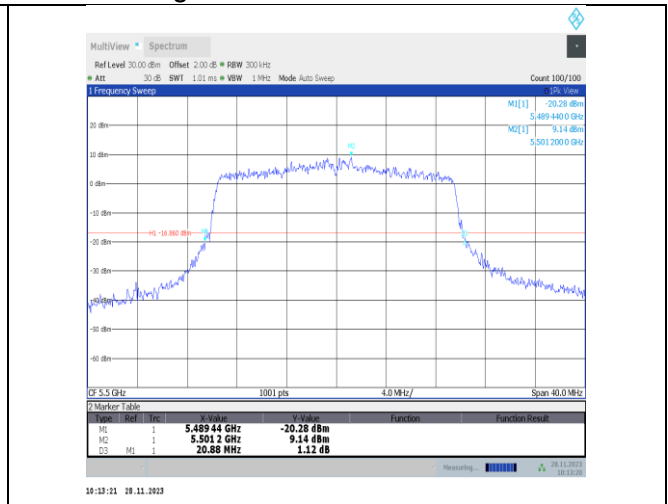 MultiView Spectrum
Ref Level 30.00 dBm Offset 2.00 dB RBW 300 kHz
Att 30 dB SWT 1.01 ms VBW 1 MHz Mode Auto Sweep Count 100/100
1 Frequency Sweep 1Pk View
M1[1] -20.28 dBm
5.489 440 0 GHz
20 dBm
M2[1] 9.14 dBm
5.501 200 0 GHz
M2
10 dBm
0 dBm
-10 dBm
H1 -16.860 dBm
-20 dBm
-30 dBm
-40 dBm
-50 dBm
-60 dBm
CF 5.5 GHz 1001 pts 4.0 MHz/ Span 40.0 MHz
2 Marker Table
Type Ref Trc X-Value Y-Value Function Function Result
M1 1 5.489 44 GHz -20.28 dBm
M2 1 5.501 2 GHz 9.14 dBm
D3 M1 1 20.88 MHz 1.12 dB
Measuring... 28.11.2023
10:13:20
10:13:21 28.11.2023